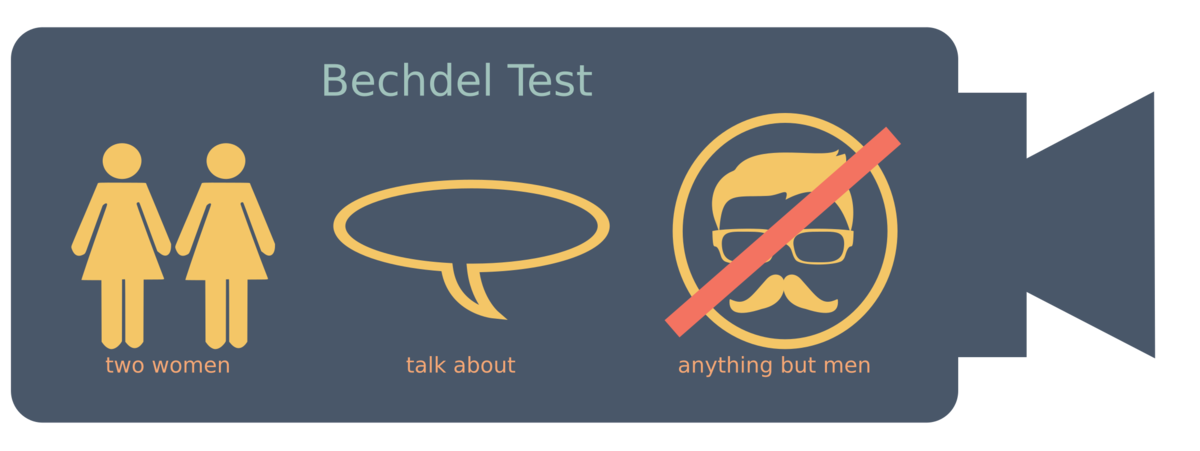 Bechdel Test
two women
talk about
anything but men